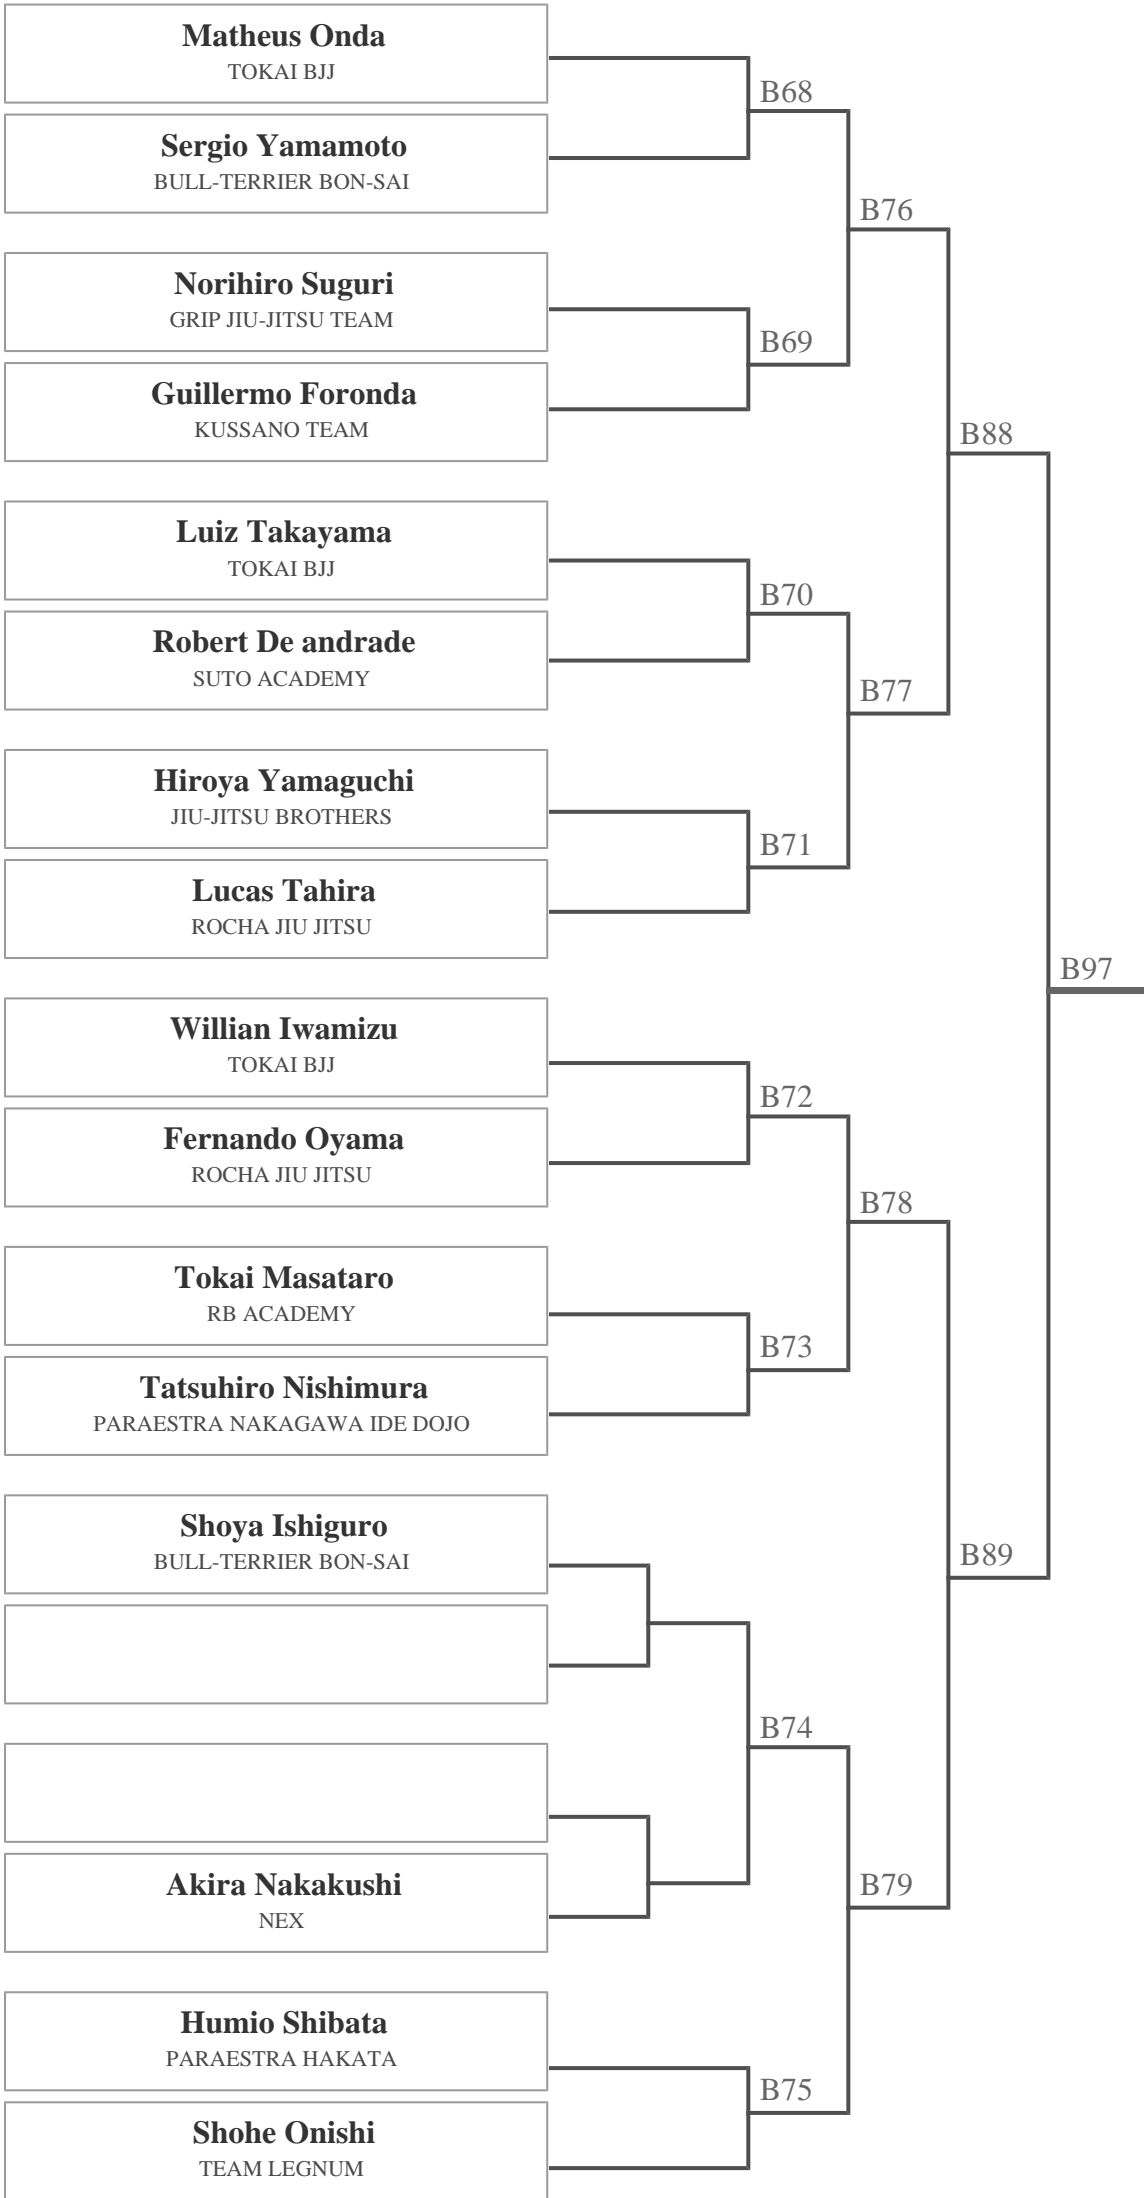 Matheus Onda
TOKAI BJJ
B68
Sergio Yamamoto
BULL-TERRIER BON-SAI
B76
Norihiro Suguri
GRIP JIU-JITSU TEAM
B69
Guillermo Foronda
KUSSANO TEAM
B88
Luiz Takayama
TOKAI BJJ
B70
Robert De andrade
SUTO ACADEMY
B77
Hiroya Yamaguchi
JIU-JITSU BROTHERS
B71
Lucas Tahira
ROCHA JIU JITSU
B97
Willian Iwamizu
TOKAI BJJ
B72
Fernando Oyama
ROCHA JIU JITSU
B78
Tokai Masataro
RB ACADEMY
B73
Tatsuhiro Nishimura
PARAESTRA NAKAGAWA IDE DOJO
Shoya Ishiguro
BULL-TERRIER BON-SAI
B89
B74
Akira Nakakushi
NEX
B79
Humio Shibata
PARAESTRA HAKATA
B75
Shohe Onishi
TEAM LEGNUM